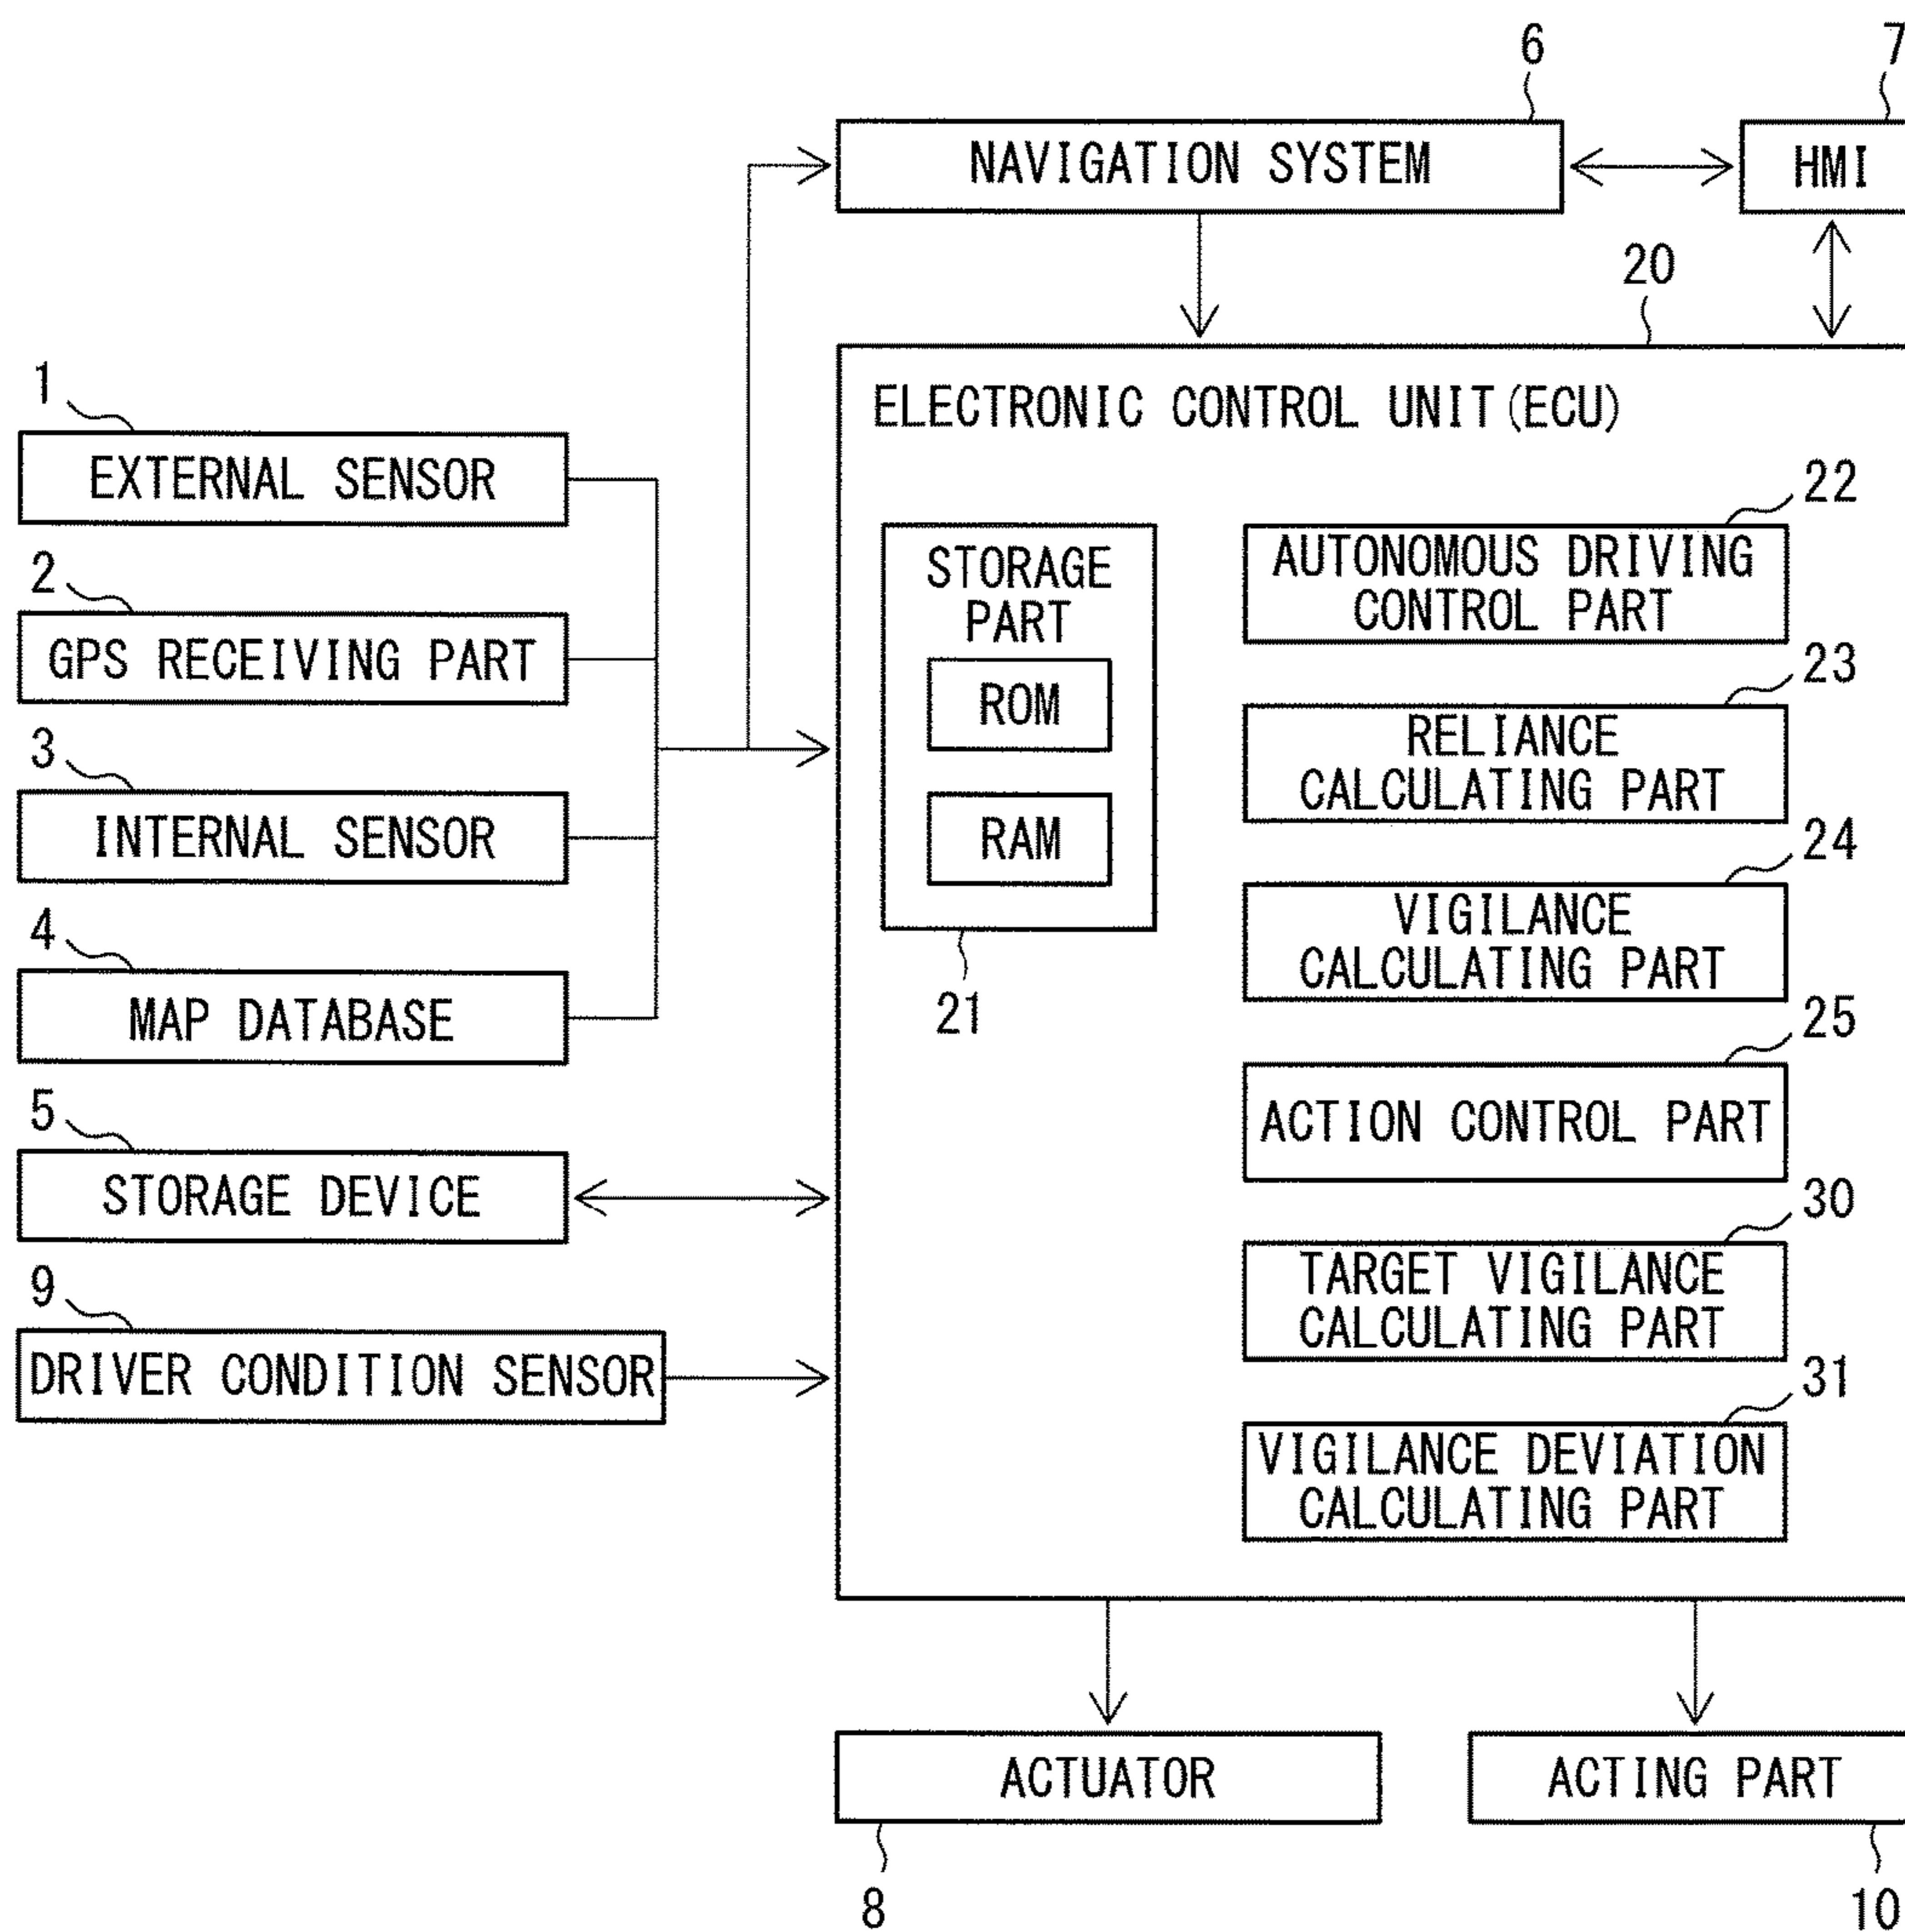 6
7
NAVIGATION SYSTEM
HMI
20
ELECTRONIC CONTROL UNIT(ECU)
1
EXTERNAL SENSOR
2
GPS RECEIVING PART
3
INTERNAL SENSOR
4
MAP DATABASE
5
STORAGE DEVICE
9
DRIVER CONDITION SENSOR
STORAGE
PART
ROM
RAM
21
22
AUTONOMOUS DRIVING
CONTROL PART
23
RELIANCE
CALCULATING PART
24
VIGILANCE
CALCULATING PART
25
ACTION CONTROL PART
30
TARGET VIGILANCE
CALCULATING PART
31
VIGILANCE DEVIATION
CALCULATING PART
ACTUATOR
ACTING PART
8
10